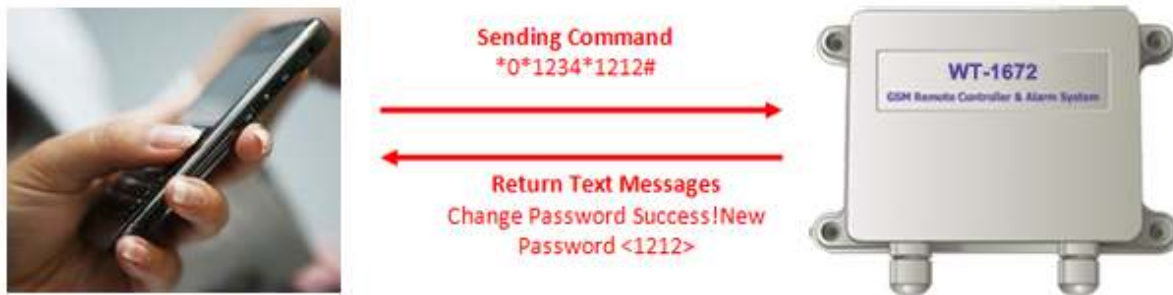 Sending Command
*0*1234*1212#
WT-1672
GSM Remote Controller & Alarm System
Return Text Messages
Change Password Success!New
Password <1212>